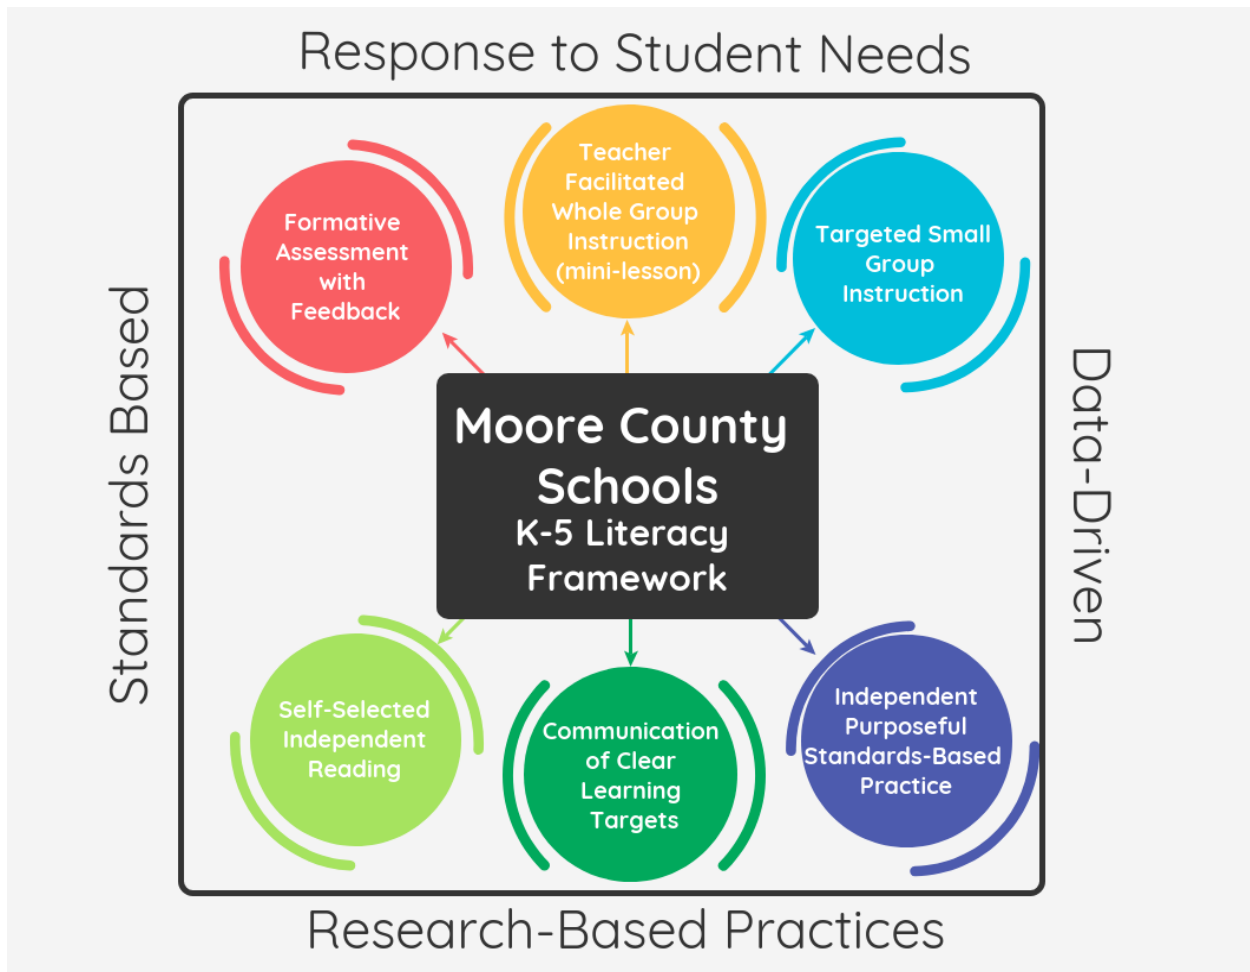 Response to Student Needs
Formative
Assessment
with
Feedback
Teacher
Facilitated
Whole Group
Instruction
(mini-lesson)
Targeted Small
Group
Instruction
Standards Based
Moore County
Schools
K-5 Literacy
Framework
Data-Driven
Self-Selected
Independent
Reading
Communication
of Clear
Learning
Targets
Independent
Purposeful
Standards-Based
Practice
Research-Based Practices